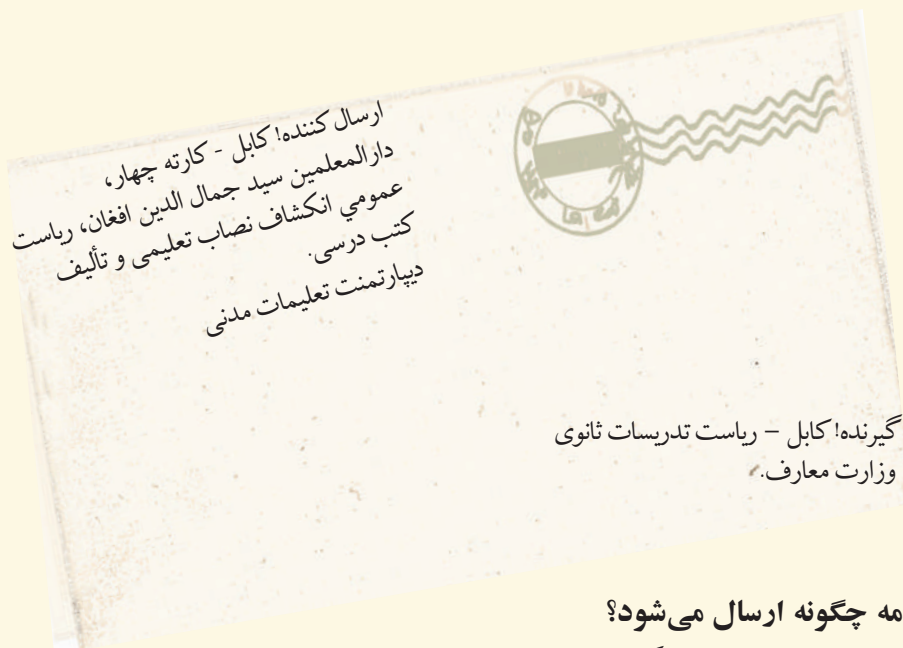 ارسال کننده! کابل - کارته چهار،
دارالمعلمین سید جمال الدین افغان، ریاست
عمومي انکشاف نصاب تعلیمی و تألیف
کتب درسی.
دیپارتمنت تعلیمات مدنی
گیرنده! کابل – ریاست تدریسات ثانوی
وزارت معارف.
مه چگونه ارسال می‌شود؟